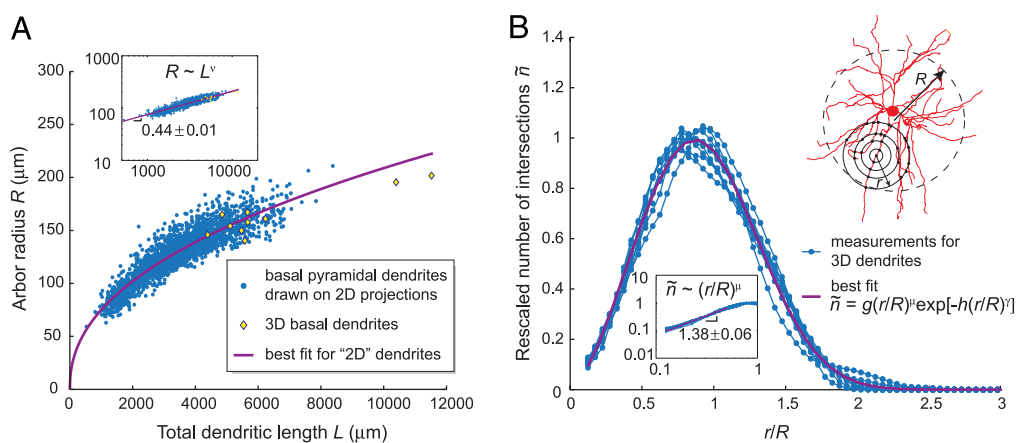 A
Arbor radius R (μm)
300
250
200
150
100
50
0
0
2000
4000
6000
8000
10000
12000
Total dendritic length L (μm)
1000
100
10
1000
10000
R ~ L^ν
0.44±0.01
basal pyramidal dendrites
drawn on 2D projections
3D basal dendrites
best fit for “2D” dendrites
B
Rescaled number of intersections ñ
1.4
1.2
1
0.8
0.6
0.4
0.2
0
0
0.5
1
1.5
2
2.5
3
r/R
R
r
measurements for
3D dendrites
best fit
ñ = g(r/R)^μ exp[-h(r/R)^γ]
10
1
0.1
0.01
0.1
1
ñ ~ (r/R)^μ
1.38±0.06